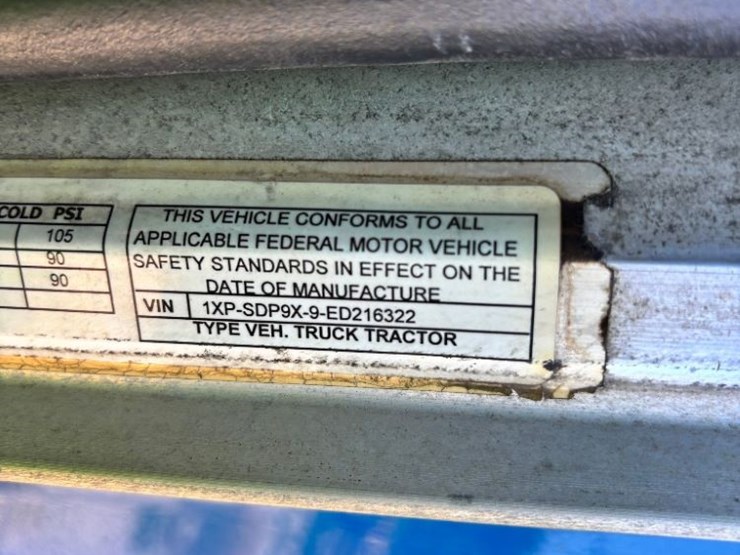 COLD PSI
105
90
90
THIS VEHICLE CONFORMS TO ALL
APPLICABLE FEDERAL MOTOR VEHICLE
SAFETY STANDARDS IN EFFECT ON THE
DATE OF MANUFACTURE
VIN 1XP-SDP9X-9-ED216322
TYPE VEH. TRUCK TRACTOR